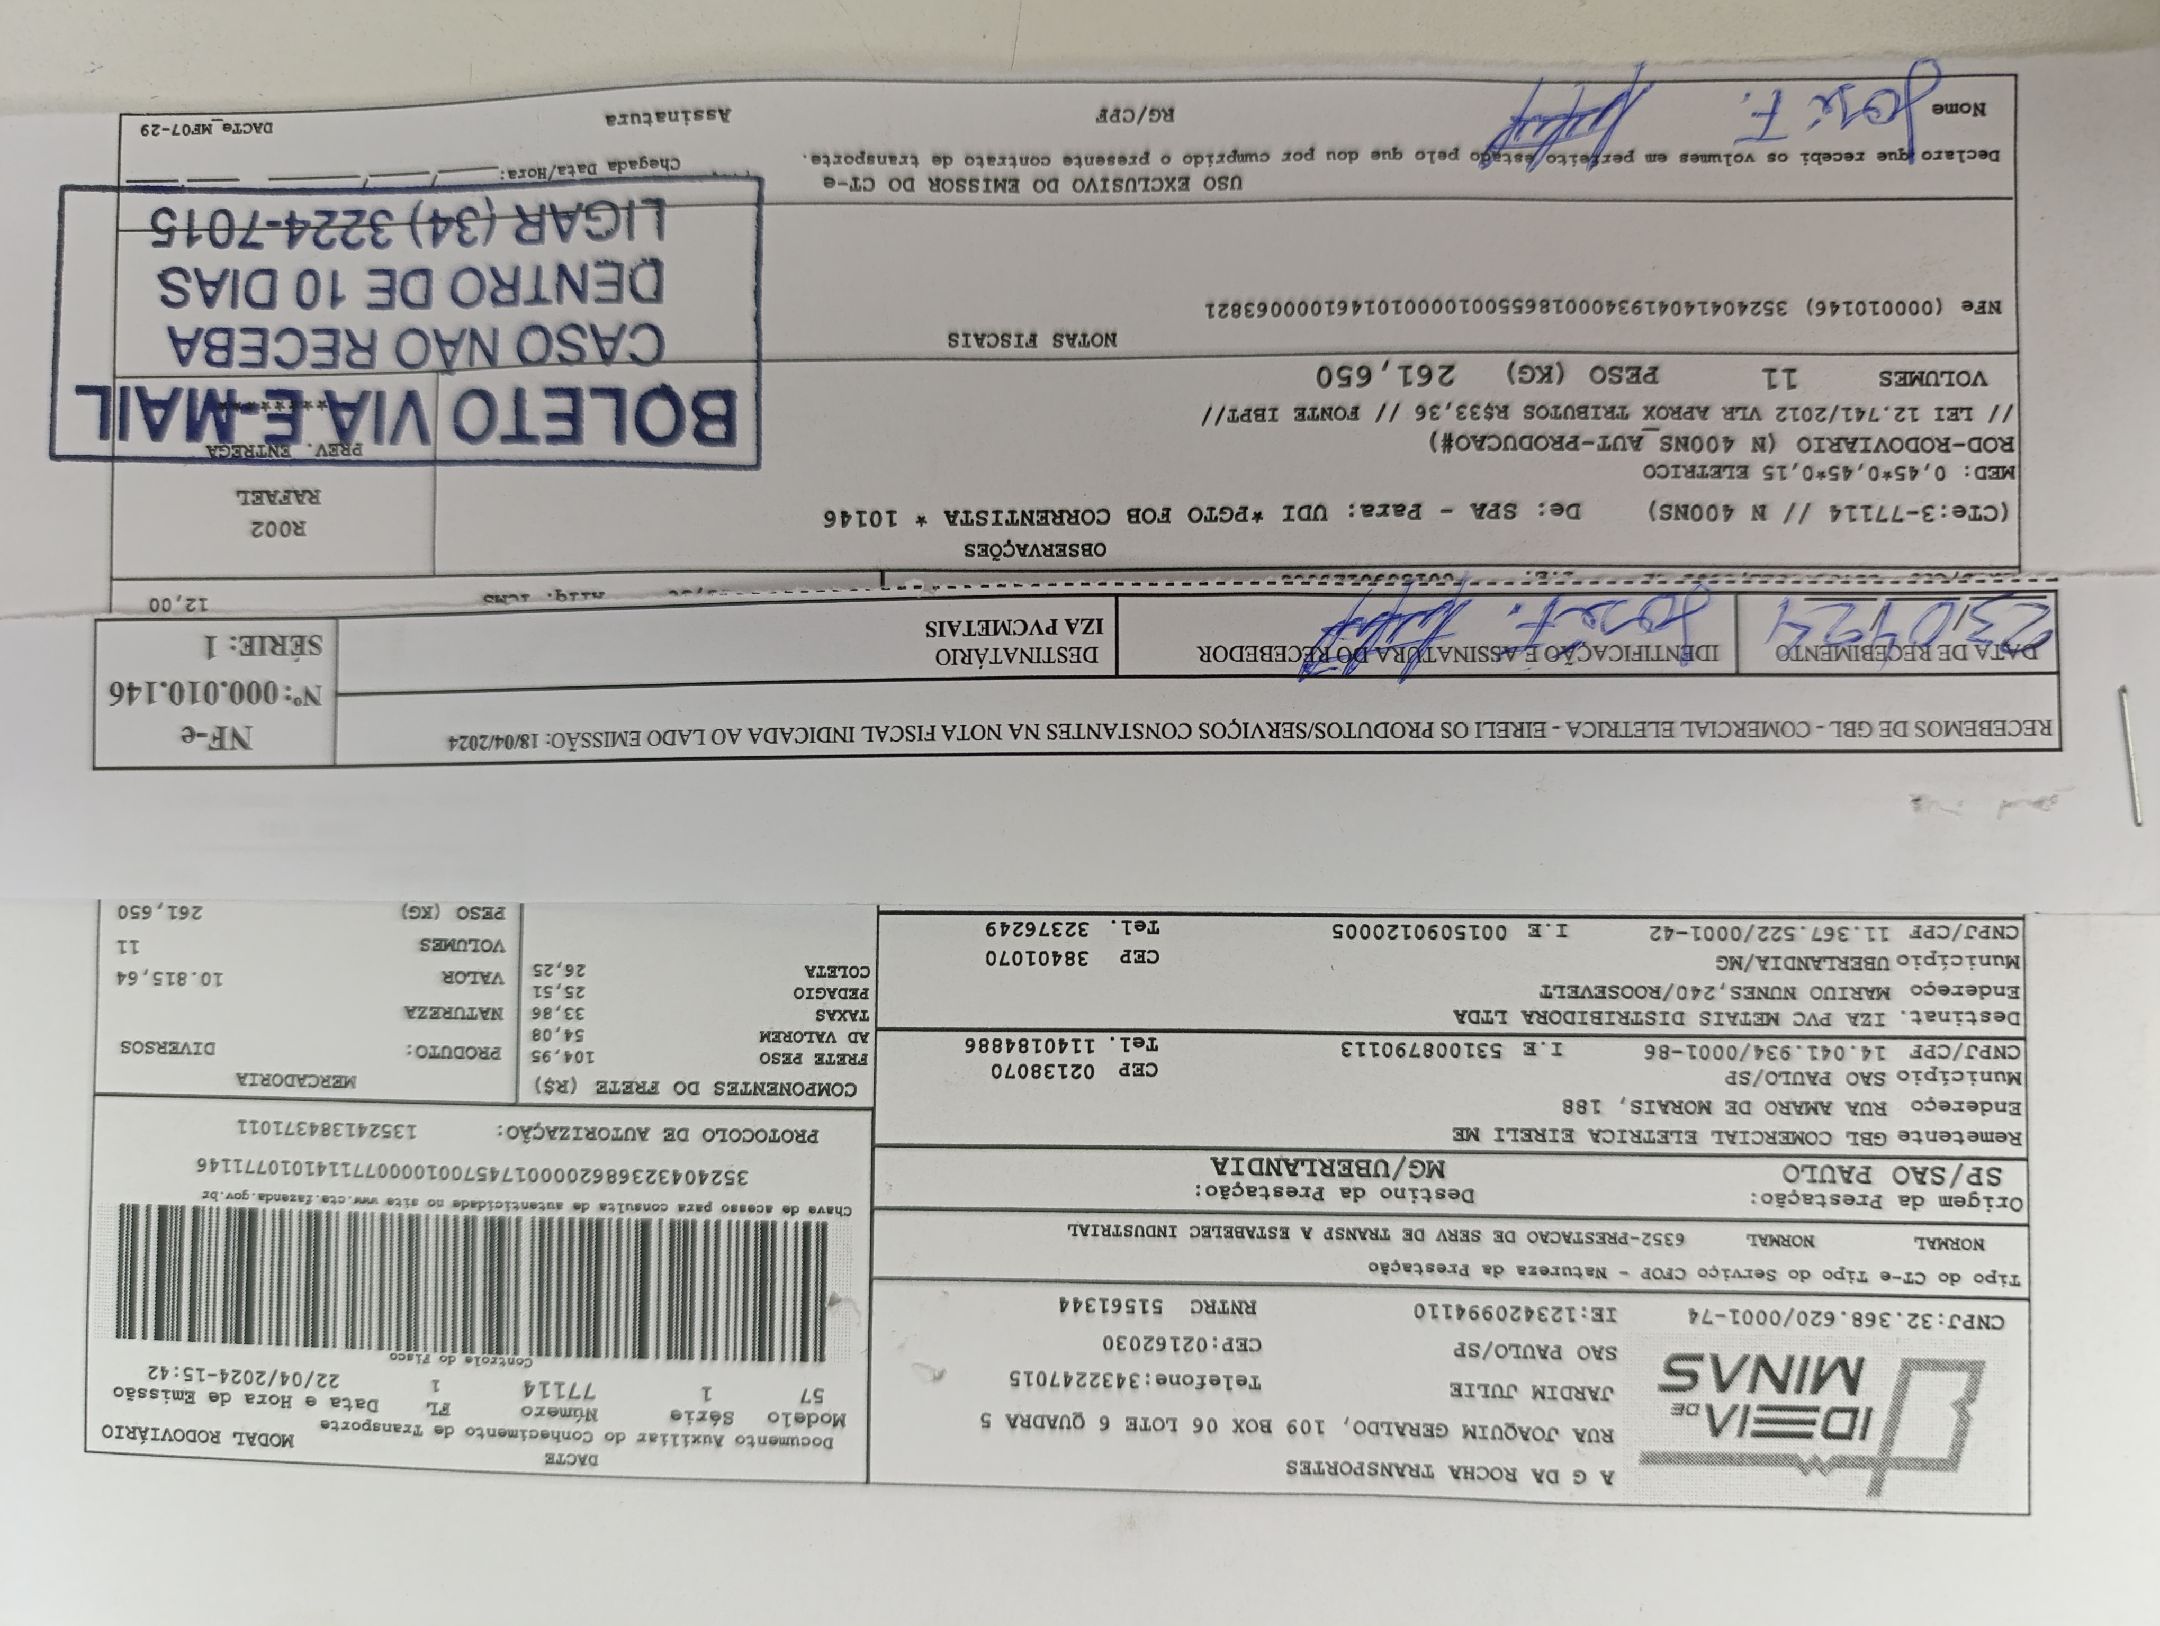 IDEIA DE MINAS
A G DA ROCHA TRANSPORTES
RUA JOAQUIM GERALDO, 109 BOX 06 LOTE 6 QUADRA 5
JARDIM JULIE Telefone:3432247015
SAO PAULO/SP CEP:02162030
CNPJ:32.368.620/0001-74 IE:123420994110 RNTRC 51561344
DACTE
Documento Auxiliar do Conhecimento de Transporte MODAL RODOVIÁRIO
Modelo Série Número FL Data e Hora de Emissão
57 1 77114 1 22/04/2024-15:42
Controle do Fisco
Chave de acesso para consulta de autenticidade no site www.cte.fazenda.gov.br
PROTOCOLO DE AUTORIZAÇÃO: 135241384371011
Tipo do CT-e Tipo do Serviço CFOP - Natureza da Prestação
NORMAL NORMAL 6352-PRESTACAO DE SERV DE TRANSP A ESTABELEC INDUSTRIAL
Origem da Prestação: Destino da Prestação:
SP/SAO PAULO MG/UBERLANDIA
Remetente GBL COMERCIAL ELETRICA EIRELI ME
Endereço RUA AMARO DE MORAIS, 188
Município SAO PAULO/SP CEP 02138070
CNPJ/CPF 14.041.934/0001-86 I.E 531008790113 Tel. 1140184886
Destinat. IZA PVC METAIS DISTRIBIDORA LTDA
Endereço MARIUO NUNES,240/ROOSEVELT
Município UBERLANDIA/MG CEP 38401070
CNPJ/CPF 11.367.522/0001-42 I.E 0015090120005 Tel. 32376249
COMPONENTES DO FRETE (R$)
FRETE PESO 104,95
AD VALOREM 54,08
TAXAS 33,86
PEDAGIO 25,51
COLETA 26,25
MERCADORIA
PRODUTO: DIVERSOS
NATUREZA
VALOR 10.815,64
VOLUMES 11
PESO (KG) 261,650
RECEBEMOS DE GBL - COMERCIAL ELETRICA - EIRELI OS PRODUTOS/SERVIÇOS CONSTANTES NA NOTA FISCAL INDICADA AO LADO EMISSÃO: 18/04/2024
NF-e
Nº: 000.010.146
SÉRIE: 1
DATA DE RECEBIMENTO
23/04/24
IDENTIFICAÇÃO E ASSINATURA DO RECEBEDOR
José F.
DESTINATÁRIO
IZA PVCMETAIS
Aliq. ICMS 12,00
OBSERVAÇÕES
(CTe:3-77114 // N 400NS) De: SPA - Para: UDI *PGTO FOB CORRENTISTA * 10146
MED: 0,45*0,45*0,15 ELETRICO
ROD-RODOVIARIO (N 400NS_AUT-PRODUCAO#)
// LEI 12.741/2012 VLR APROX TRIBUTOS R$33,36 // FONTE IBPT//
VOLUMES 11 PESO (KG) 261,650
R002
RAFAEL
PREV. ENTREGA
BOLETO VIA E-MAIL
CASO NÃO RECEBA
DENTRO DE 10 DIAS
LIGAR (34) 3224-7015
NOTAS FISCAIS
USO EXCLUSIVO DO EMISSOR DO CT-e
Declaro que recebi os volumes em perfeito estado pelo que dou por cumprido o presente contrato de transporte.
Chegada Data/Hora:
Nome José F. RG/CPF Assinatura
DACTe_MF07-29